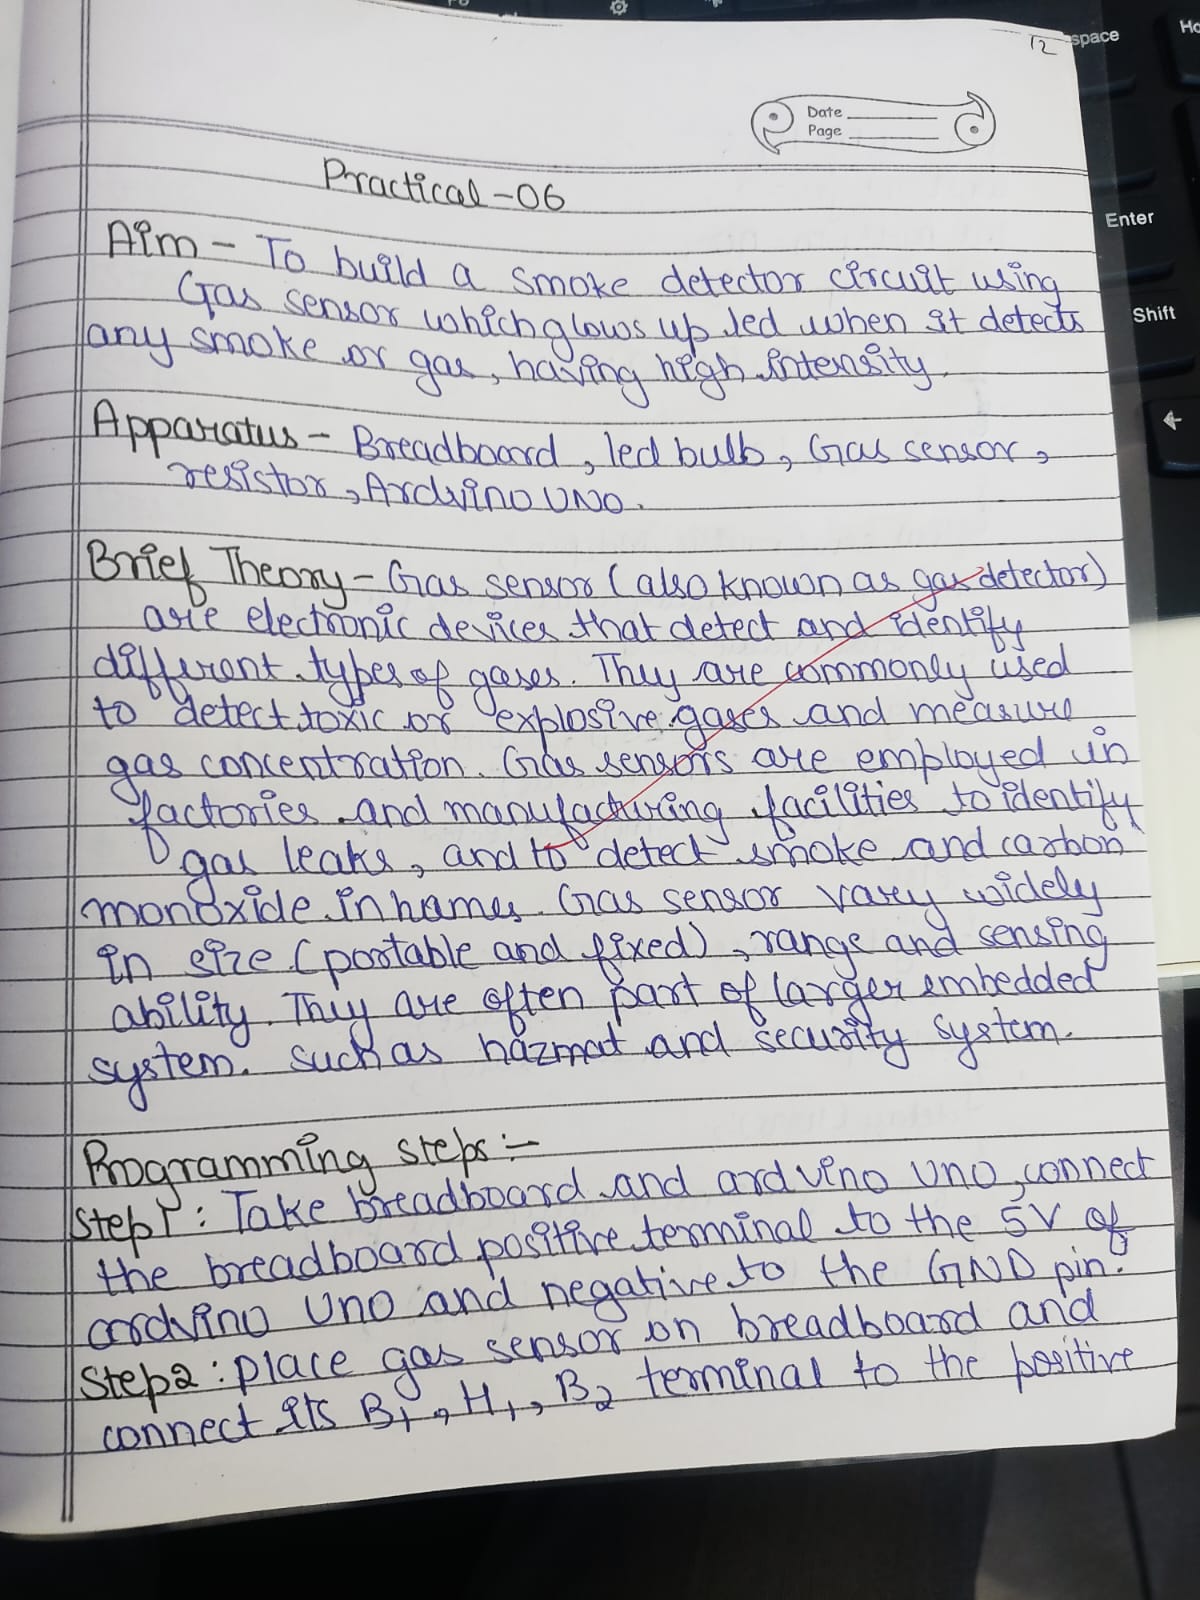 12
space
Ho
Date
Page
Enter
Shift
Practical-06
Aim - To build a smoke detector circuit using
Gas sensor which glows up led when it detects
any smoke or gas, having high intensity.
Apparatus - Breadboard, led bulb, Gas sensor,
resistor, Arduino UNO.
Brief Theory - Gas sensor (also known as gas detector)
are electronic devices that detect and identify
different types of gases. They are commonly used
to detect toxic or explosive gases and measure
gas concentration. Gas sensors are employed in
factories and manufacturing facilities to identify
gas leaks, and to detect smoke and carbon
monoxide in homes. Gas sensor vary widely
in size (portable and fixed), range and sensing
ability. They are often part of larger embedded
system. such as hazmat and security system.
Programming steps :-
Step 1 : Take breadboard and arduino UNO, connect
the breadboard positive terminal to the 5V of
arduino UNO and negative to the GND pin.
Step 2 : place gas sensor on breadboard and
connect its B1, H1, B2 terminal to the positive